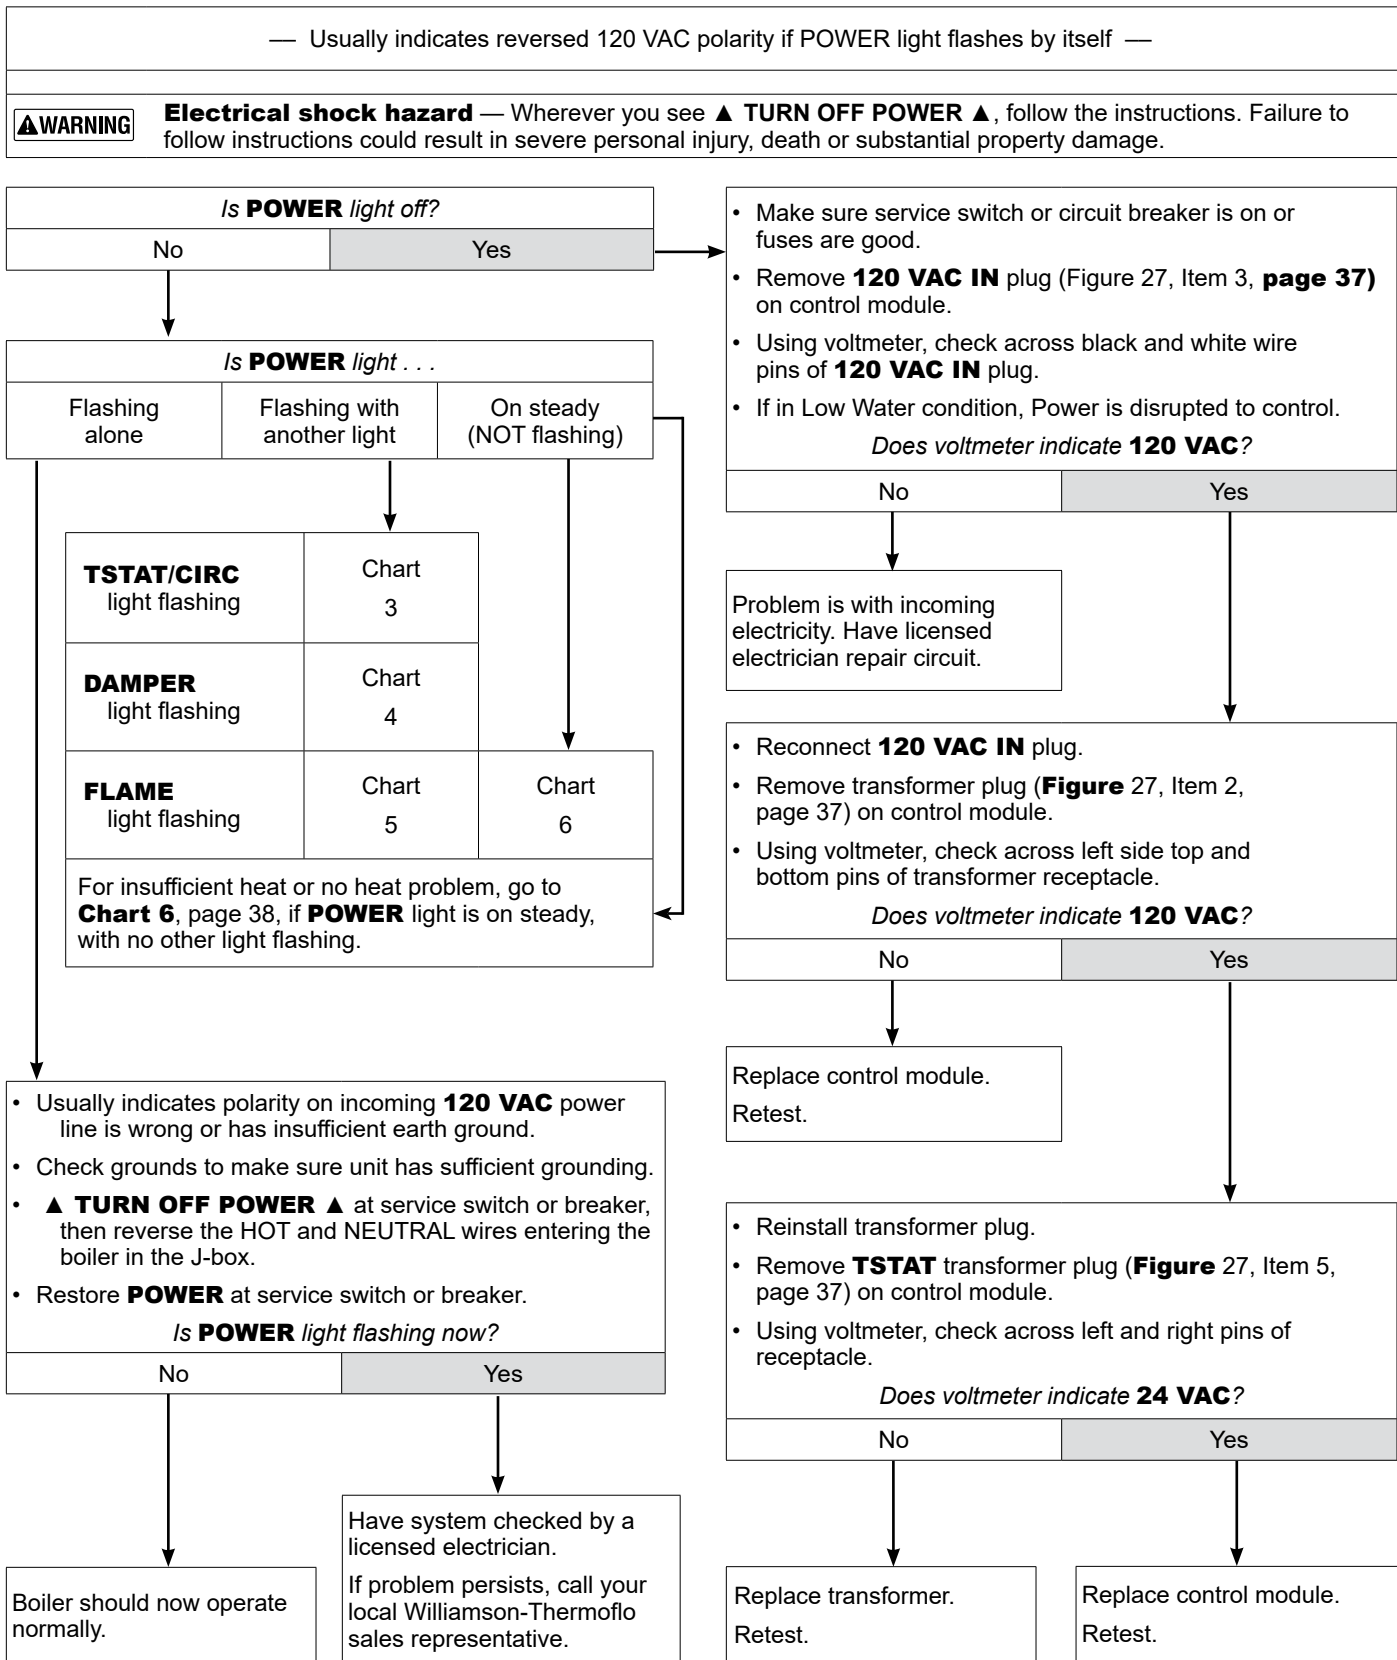 — Usually indicates reversed 120 VAC polarity if POWER light flashes by itself —
⚠WARNING
Electrical shock hazard — Wherever you see ▲ TURN OFF POWER ▲, follow the instructions. Failure to
follow instructions could result in severe personal injury, death or substantial property damage.
Is POWER light off?
No
Yes
Is POWER light . . .
Flashing
alone
Flashing with
another light
On steady
(NOT flashing)
TSTAT/CIRC
light flashing
Chart
3
DAMPER
light flashing
Chart
4
FLAME
light flashing
Chart
5
Chart
6
For insufficient heat or no heat problem, go to
Chart 6, page 38, if POWER light is on steady,
with no other light flashing.
• Usually indicates polarity on incoming 120 VAC power
line is wrong or has insufficient earth ground.
• Check grounds to make sure unit has sufficient grounding.
• ▲ TURN OFF POWER ▲ at service switch or breaker,
then reverse the HOT and NEUTRAL wires entering the
boiler in the J-box.
• Restore POWER at service switch or breaker.
Is POWER light flashing now?
No
Yes
Boiler should now operate
normally.
Have system checked by a
licensed electrician.
If problem persists, call your
local Williamson-Thermoflo
sales representative.
• Make sure service switch or circuit breaker is on or
fuses are good.
• Remove 120 VAC IN plug (Figure 27, Item 3, page 37)
on control module.
• Using voltmeter, check across black and white wire
pins of 120 VAC IN plug.
• If in Low Water condition, Power is disrupted to control.
Does voltmeter indicate 120 VAC?
No
Yes
Problem is with incoming
electricity. Have licensed
electrician repair circuit.
• Reconnect 120 VAC IN plug.
• Remove transformer plug (Figure 27, Item 2,
page 37) on control module.
• Using voltmeter, check across left side top and
bottom pins of transformer receptacle.
Does voltmeter indicate 120 VAC?
No
Yes
Replace control module.
Retest.
• Reinstall transformer plug.
• Remove TSTAT transformer plug (Figure 27, Item 5,
page 37) on control module.
• Using voltmeter, check across left and right pins of
receptacle.
Does voltmeter indicate 24 VAC?
No
Yes
Replace transformer.
Retest.
Replace control module.
Retest.